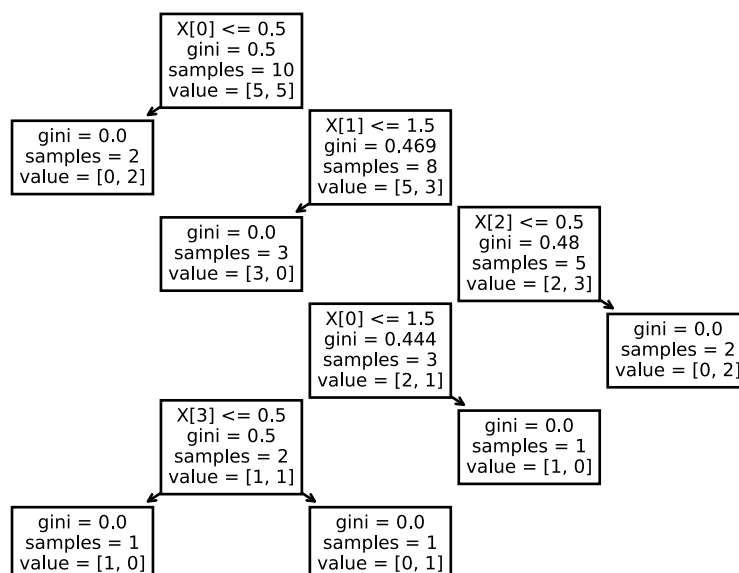 X[0] <= 0.5
gini = 0.5
samples = 10
value = [5, 5]
gini = 0.0
samples = 2
value = [0, 2]
X[1] <= 1.5
gini = 0.469
samples = 8
value = [5, 3]
gini = 0.0
samples = 3
value = [3, 0]
X[2] <= 0.5
gini = 0.48
samples = 5
value = [2, 3]
X[0] <= 1.5
gini = 0.444
samples = 3
value = [2, 1]
gini = 0.0
samples = 2
value = [0, 2]
X[3] <= 0.5
gini = 0.5
samples = 2
value = [1, 1]
gini = 0.0
samples = 1
value = [1, 0]
gini = 0.0
samples = 1
value = [1, 0]
gini = 0.0
samples = 1
value = [0, 1]